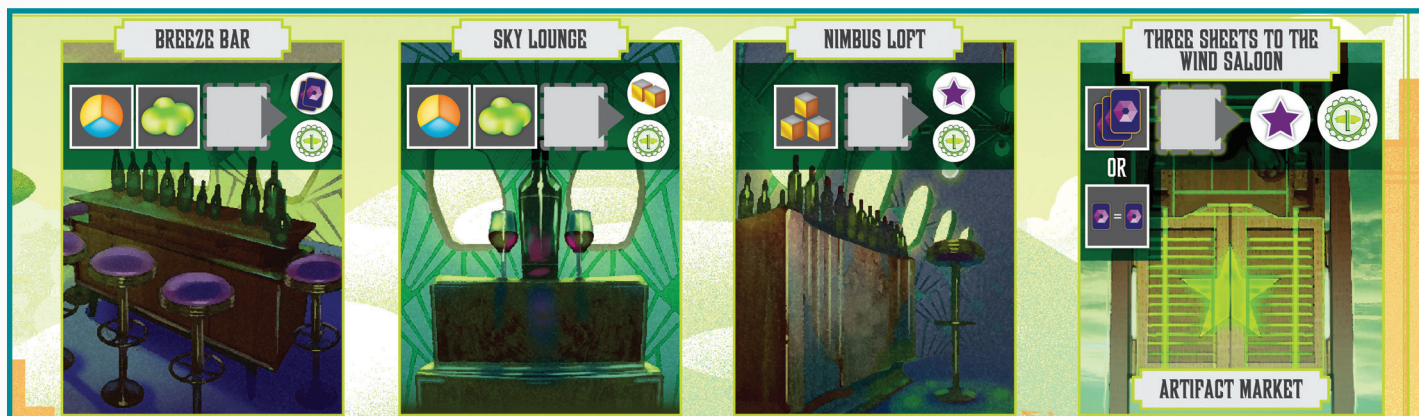 BREEZE BAR
SKY LOUNGE
NIMBUS LOFT
THREE SHEETS TO THE
WIND SALOON
OR
=
ARTIFACT MARKET